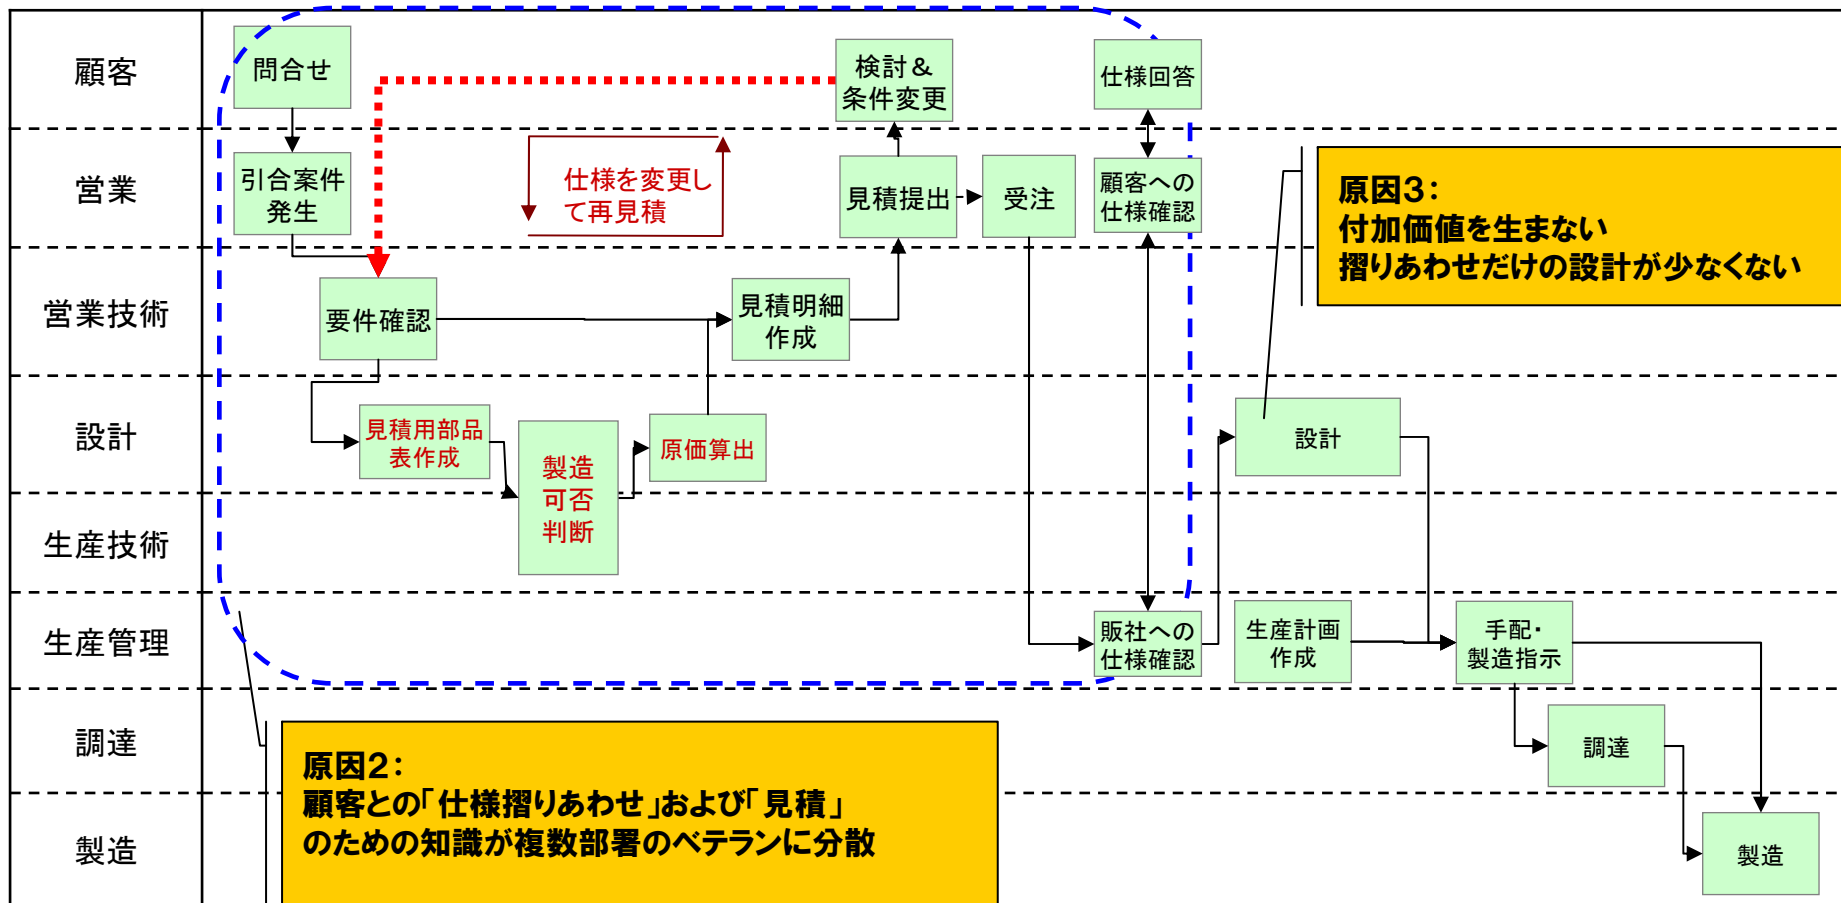 顧客
問合せ
検討＆
条件変更
仕様回答
営業
引合案件
発生
仕様を変更し
て再見積
見積提出
受注
顧客への
仕様確認
原因3：
付加価値を生まない
摺りあわせだけの設計が少なくない
営業技術
要件確認
見積明細
作成
設計
見積用部品
表作成
製造
可否
判断
原価算出
設計
生産技術
生産管理
販社への
仕様確認
生産計画
作成
手配・
製造指示
調達
調達
原因2：
顧客との「仕様摺りあわせ」および「見積」
のための知識が複数部署のベテランに分散
製造
製造